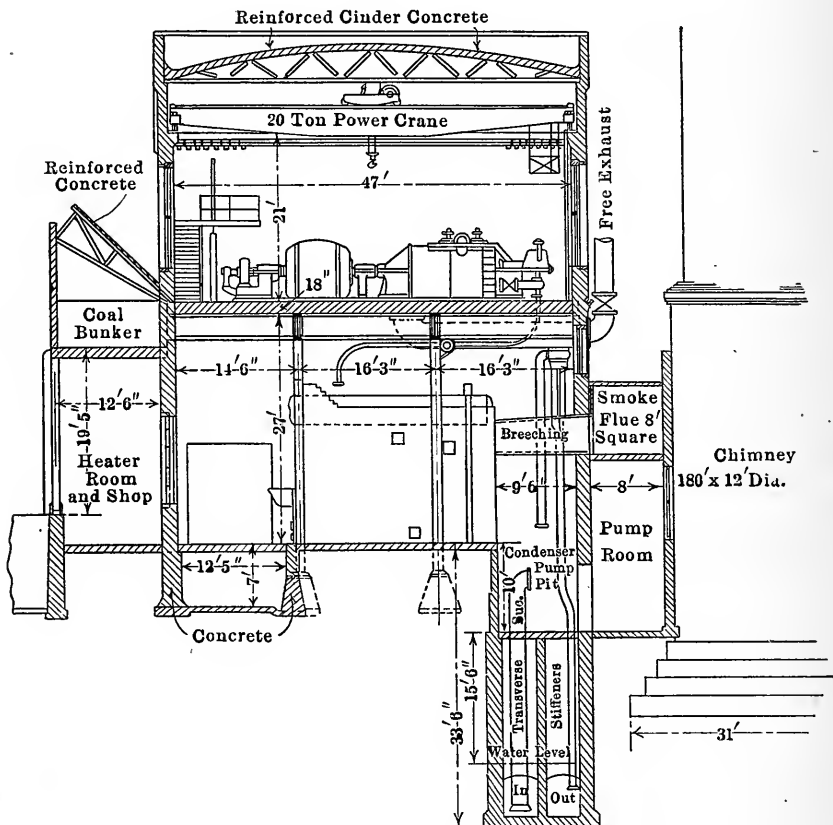 Reinforced Cinder Concrete
20 Ton Power Crane
Reinforced
Concrete
47'
21'
Free Exhaust
18"
Coal
Bunker
14'6"
16'3"
16'3"
12'6"
19'5"
27'
Smoke
Flue 8'
Square
Breeching
Heater
Room
and Shop
Chimney
180' x 12' Dia.
9'6"
8'
Pump
Room
Condenser
Pump
Pit
12'5"
7'
10'
Suc.
Concrete
15'6"
33'6"
Transverse
Stiffeners
31'
Water Level
In
Out